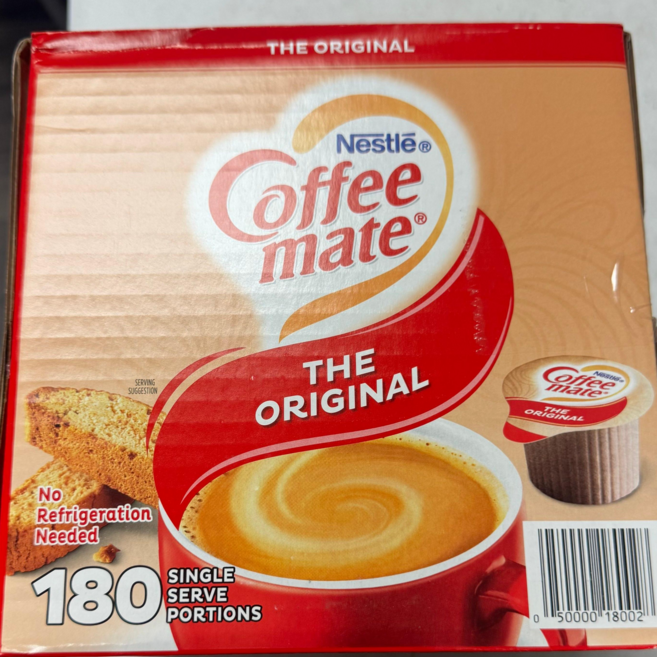 THE ORIGINAL
Nestlé®
Coffee
mate®
THE
ORIGINAL
SERVING
SUGGESTION
Nestlé
Coffee
mate®
THE
ORIGINAL
No
Refrigeration
Needed
180 SINGLE
SERVE
PORTIONS
0 50000 18002